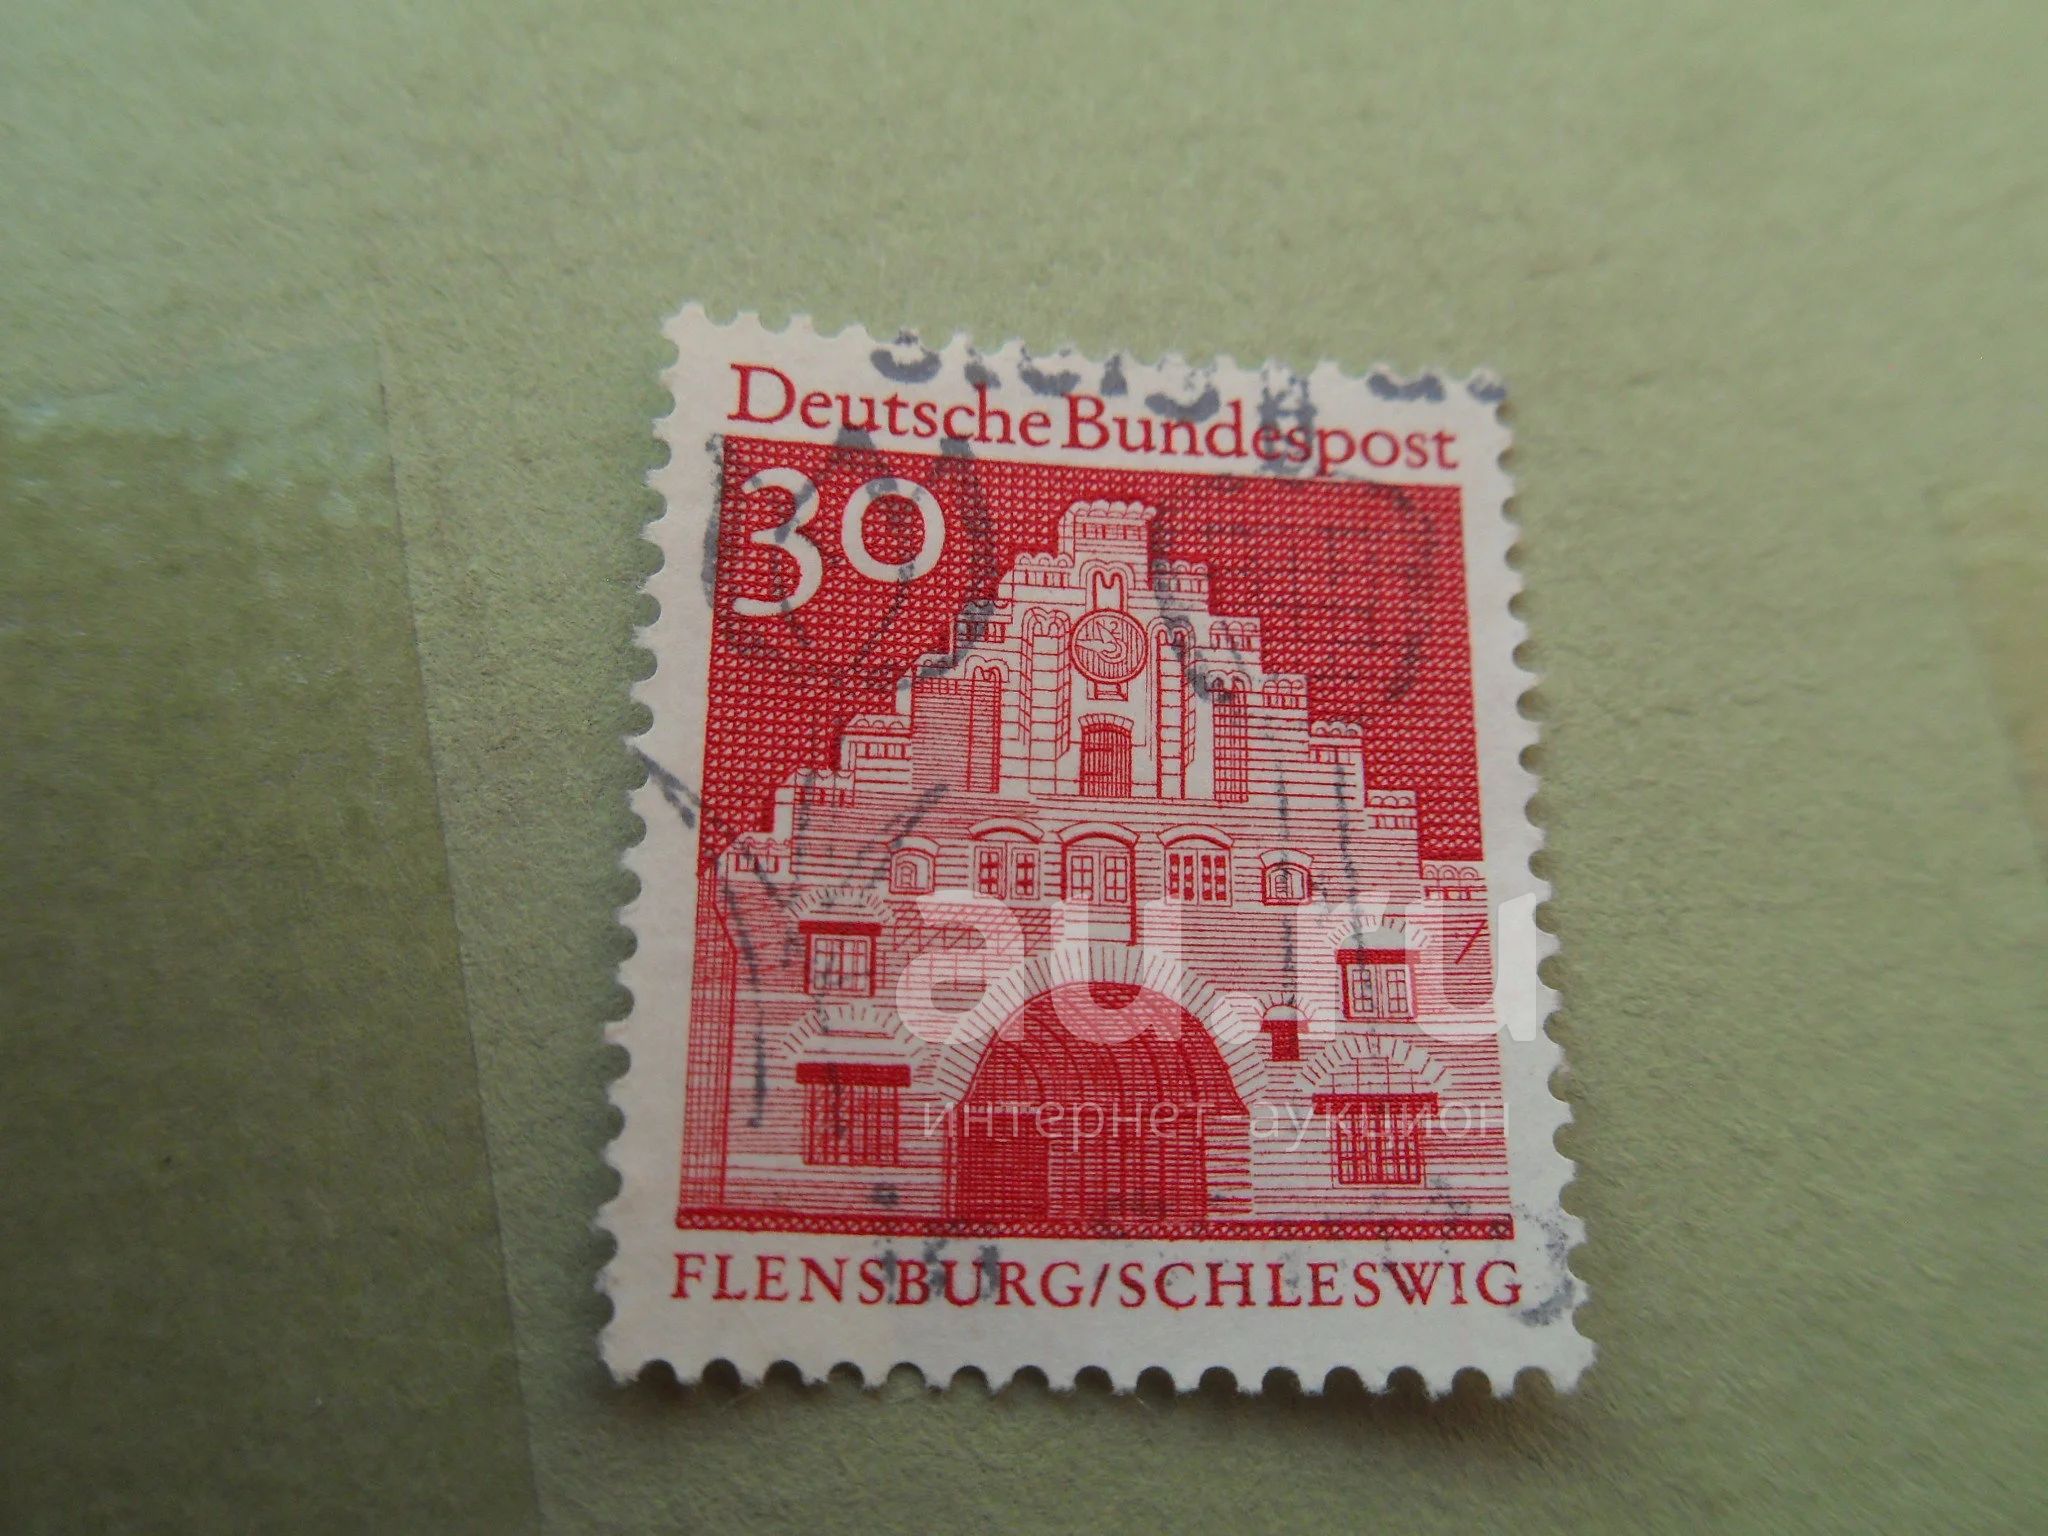 Deutsche Bundespost
30
au.ru
интернет-аукцион
FLENSBURG/SCHLESWIG